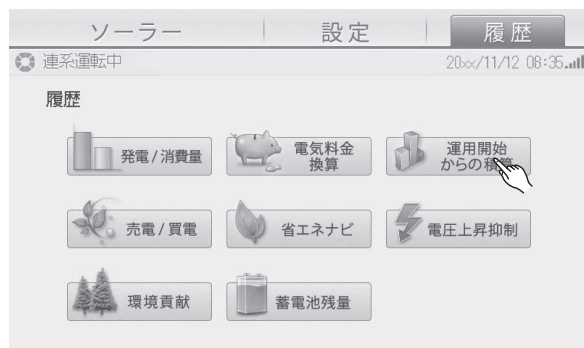 ソーラー 設定 履歴
連系運転中 20xx/11/12 08:35
履歴
発電/消費量
電気料金
換算
運用開始
からの積算
売電/買電
省エネナビ
電圧上昇抑制
環境貢献
蓄電池残量